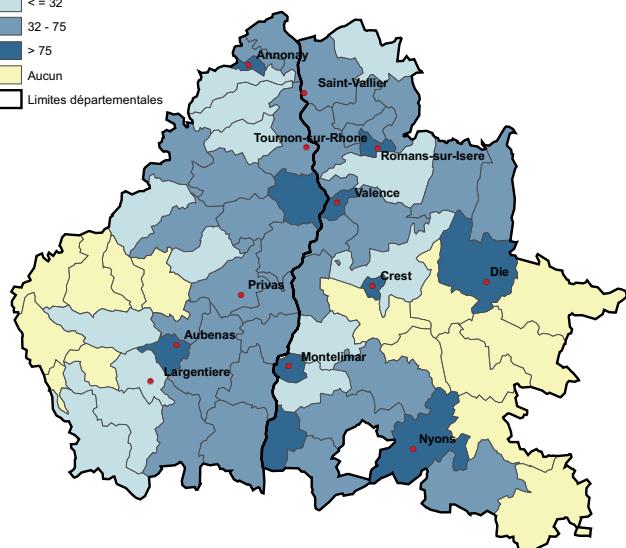 < = 32
32 - 75
> 75
Aucun
Limites départementales
Annonay
Saint-Vallier
Tournon-sur-Rhone
Romans-sur-Isere
Valence
Die
Crest
Privas
Aubenas
Montelimar
Largentiere
Nyons